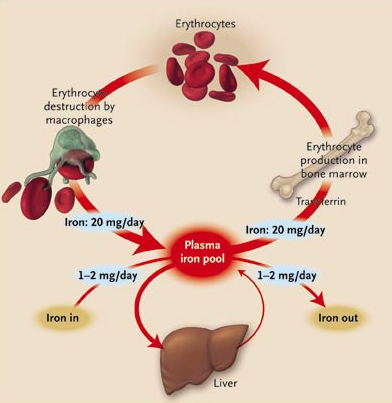 Erythrocytes
Erythrocyte
destruction by
macrophages
Erythrocyte
production in
bone marrow
Transferrin
Iron: 20 mg/day
Iron: 20 mg/day
Plasma
iron pool
1–2 mg/day
1–2 mg/day
Iron in
Iron out
Liver